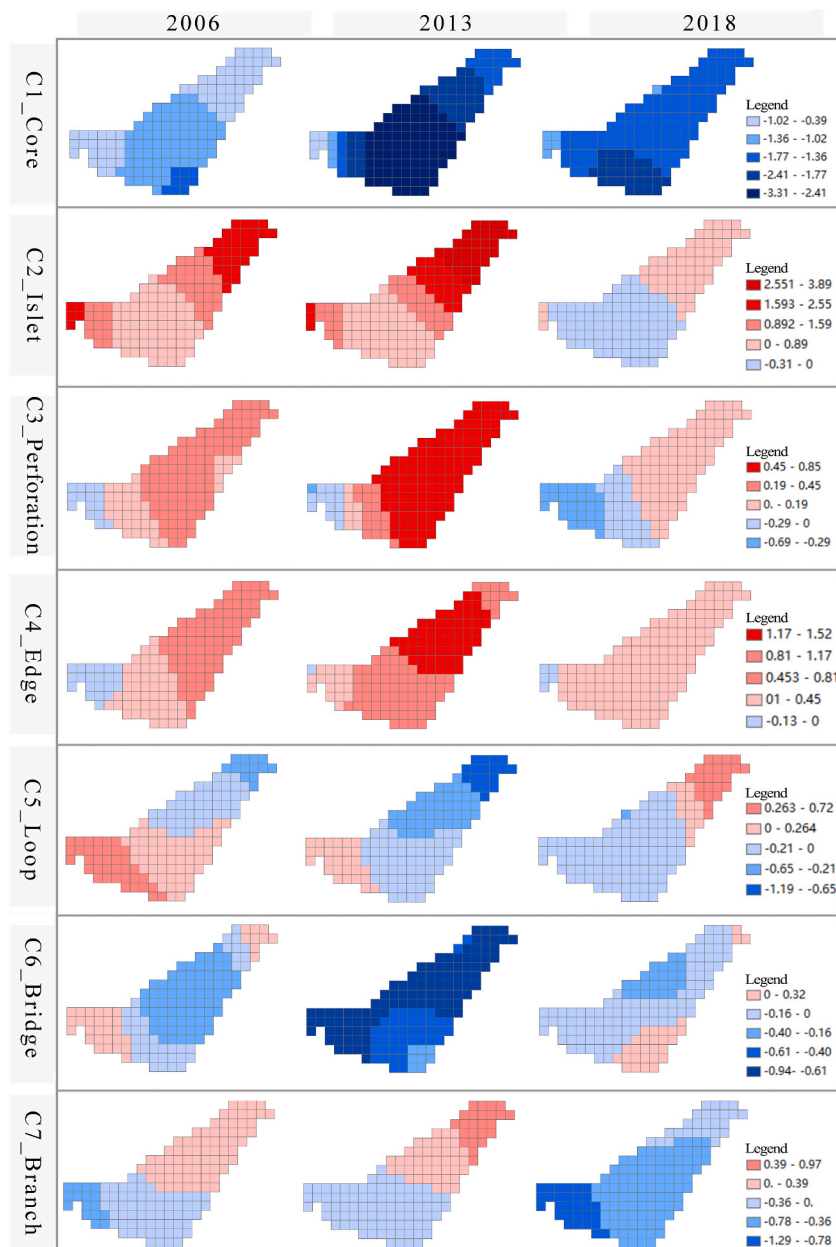 2006 2013 2018
C1_Core
Legend
-1.02 - -0.39
-1.36 - -1.02
-1.77 - -1.36
-2.41 - -1.77
-3.31 - -2.41
C2_Islet
Legend
2.551 - 3.89
1.593 - 2.55
0.892 - 1.59
0 - 0.89
-0.31 - 0
C3_Perforation
Legend
0.45 - 0.85
0.19 - 0.45
0. - 0.19
-0.29 - 0
-0.69 - -0.29
C4_Edge
Legend
1.17 - 1.52
0.81 - 1.17
0.453 - 0.81
01 - 0.45
-0.13 - 0
C5_Loop
Legend
0.263 - 0.72
0 - 0.264
-0.21 - 0
-0.65 - -0.21
-1.19 - -0.65
C6_Bridge
Legend
0 - 0.32
-0.16 - 0
-0.40 - -0.16
-0.61 - -0.40
-0.94- -0.61
C7_Branch
Legend
0.39 - 0.97
0. - 0.39
-0.36 - 0.
-0.78 - -0.36
-1.29 - -0.78